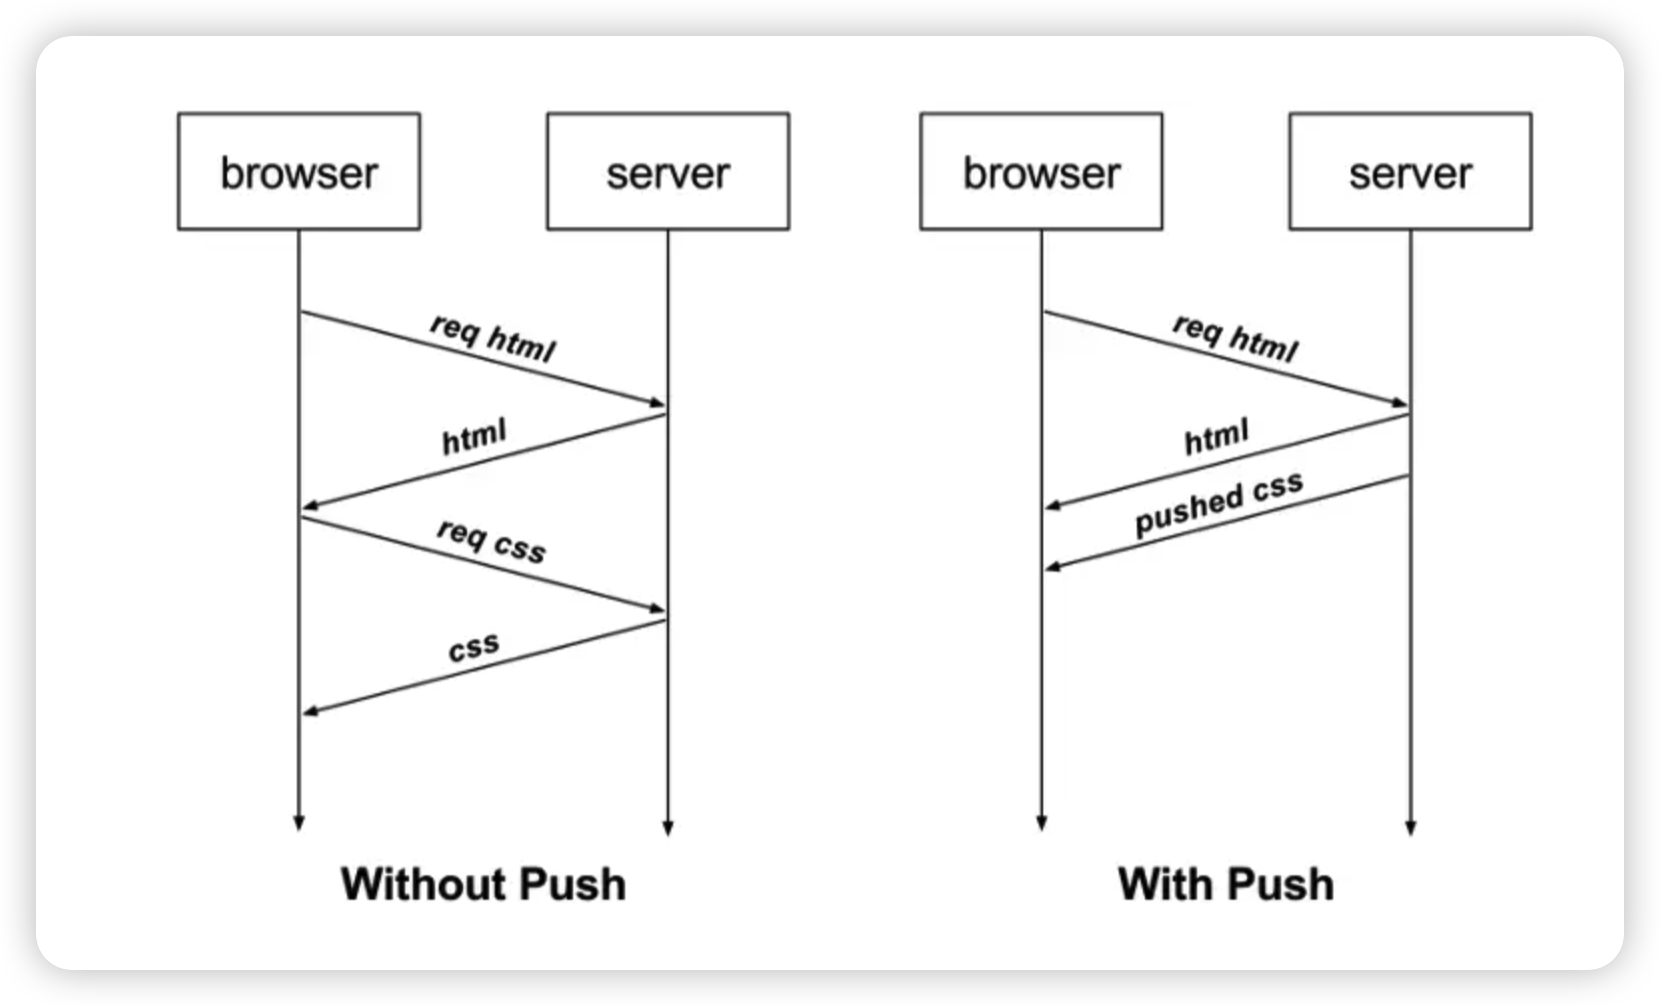 browser
server
req html
html
req css
css
Without Push
browser
server
req html
html
pushed css
With Push